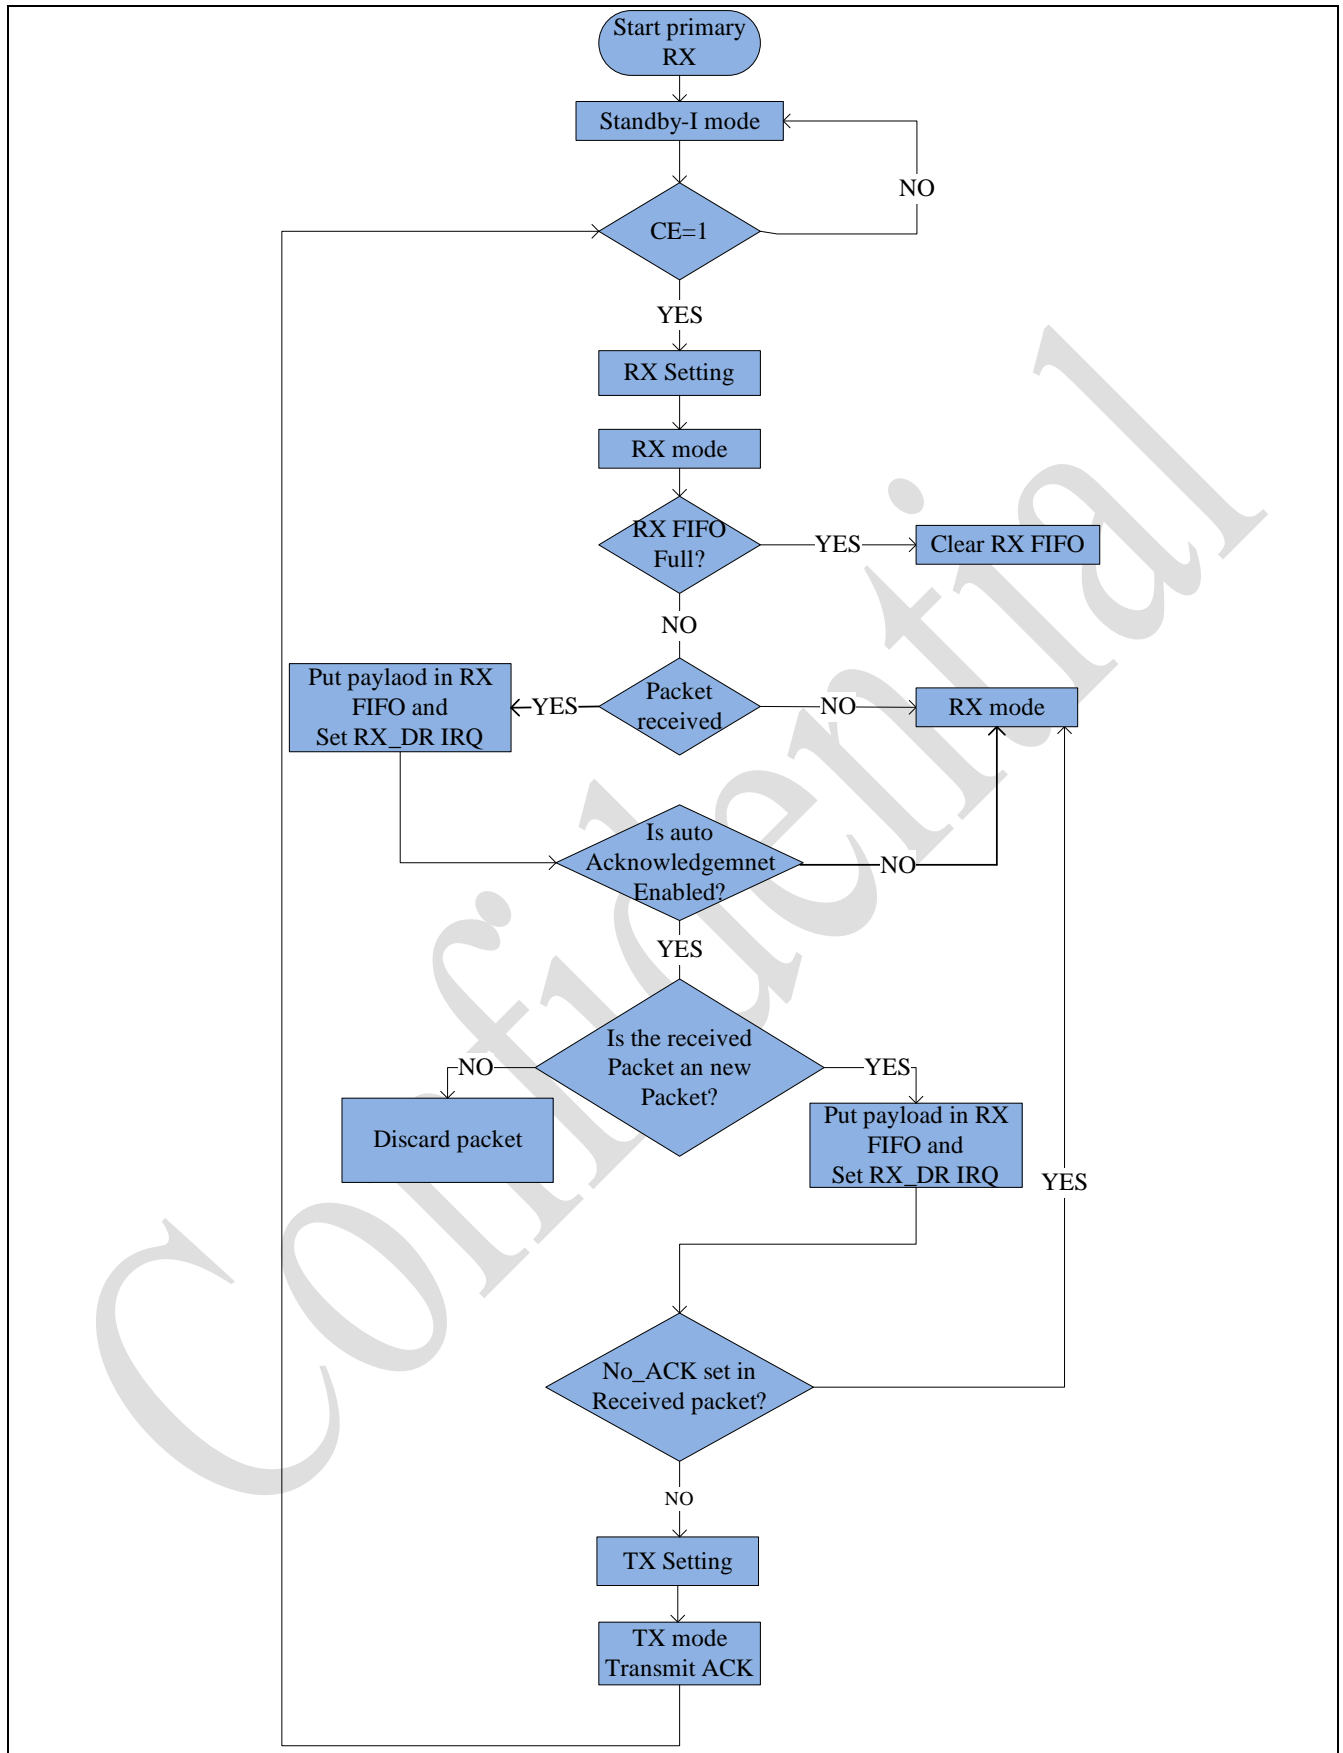 Start primary
RX
Standby-I mode
NO
CE=1
YES
RX Setting
RX mode
RX FIFO
Full?
YES
Clear RX FIFO
NO
Put paylaod in RX
FIFO and
Set RX_DR IRQ
YES
Packet
received
NO
RX mode
Is auto
Acknowledgemnet
Enabled?
NO
YES
Is the received
Packet an new
Packet?
NO
YES
Discard packet
Put payload in RX
FIFO and
Set RX_DR IRQ
YES
No_ACK set in
Received packet?
NO
TX Setting
TX mode
Transmit ACK
Confidential